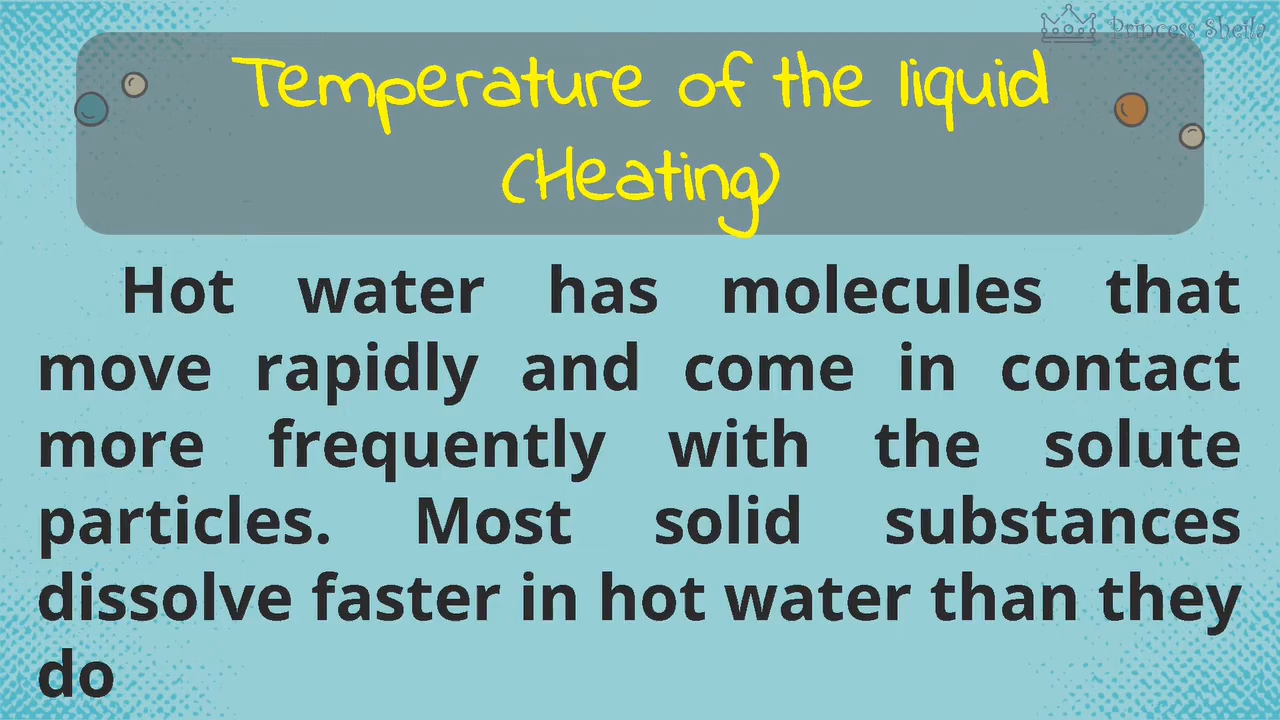 Princess Sheila
Temperature of the liquid
(Heating)
Hot water has molecules that
move rapidly and come in contact
more frequently with the solute
particles. Most solid substances
dissolve faster in hot water than they
do